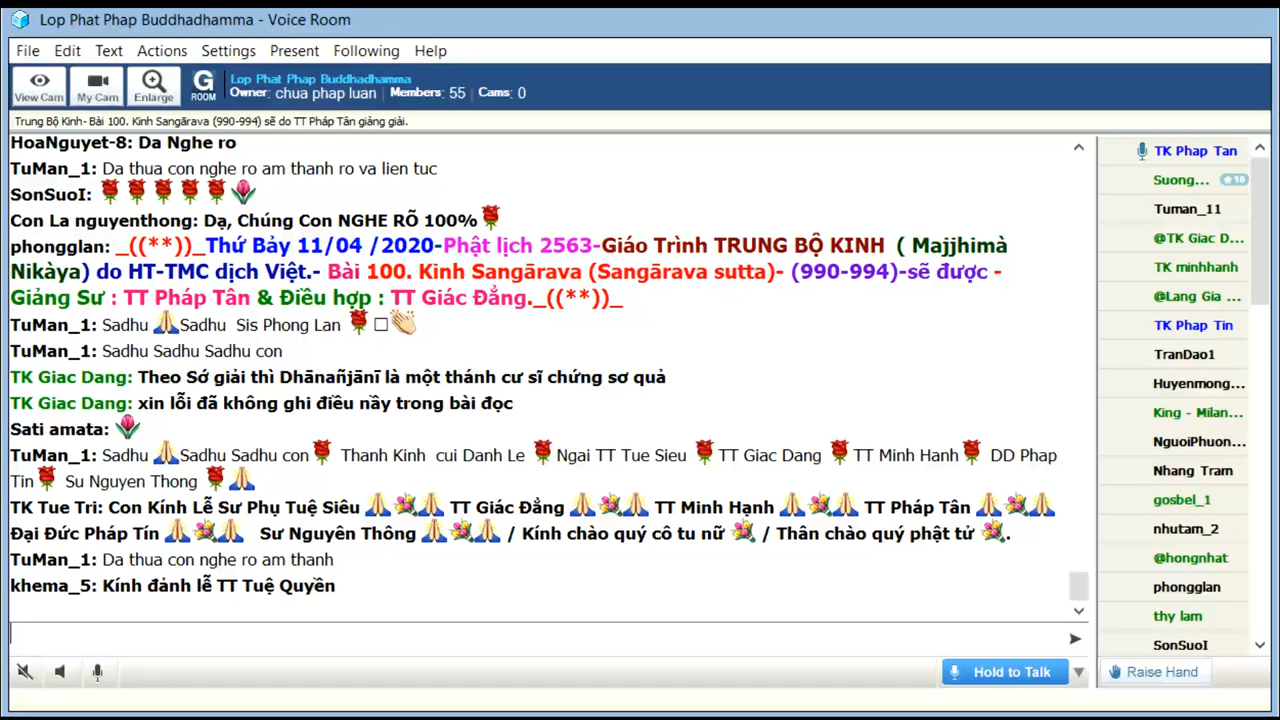 Lop Phat Phap Buddhadhamma - Voice Room
File Edit Text Actions Settings Present Following Help
View Cam My Cam Enlarge G ROOM Lop Phat Phap Buddhadhamma
Owner: chua phap luan | Members: 55 | Cams: 0
Trung Bộ Kinh- Bài 100. Kinh Sangãrava (990-994) sẽ do TT Pháp Tân giảng giải.
HoaNguyet-8: Da Nghe ro
TuMan_1: Da thua con nghe ro am thanh ro va lien tuc
SonSuoI: 🌹🌹🌹🌹🌹🌷
Con La nguyenthong: Dạ, Chúng Con NGHE RÕ 100%🌹
phongglan: _((**))_Thứ Bảy 11/04 /2020-Phật lịch 2563-Giáo Trình TRUNG BỘ KINH ( Majjhimà
Nikàya) do HT-TMC dịch Việt.- Bài 100. Kinh Sangārava (Sangārava sutta)- (990-994)-sẽ được -
Giảng Sư : TT Pháp Tân & Điều hợp : TT Giác Đẳng._((**))_
TuMan_1: Sadhu 🙏Sadhu Sis Phong Lan 🌹□👏
TuMan_1: Sadhu Sadhu Sadhu con
TK Giac Dang: Theo Sớ giải thì Dhānañjānī là một thánh cư sĩ chứng sơ quả
TK Giac Dang: xin lỗi đã không ghi điều nầy trong bài đọc
Sati amata: 🌷
TuMan_1: Sadhu 🙏Sadhu Sadhu con🌹 Thanh Kinh cui Danh Le 🌹Ngai TT Tue Sieu 🌹TT Giac Dang 🌹TT Minh Hanh🌹 DD Phap
Tin🌹 Su Nguyen Thong 🌹🙏
TK Tue Tri: Con Kính Lễ Sư Phụ Tuệ Siêu 🙏💐🙏 TT Giác Đẳng 🙏💐🙏 TT Minh Hạnh 🙏💐🙏 TT Pháp Tân 🙏💐🙏
Đại Đức Pháp Tín 🙏💐🙏 Sư Nguyên Thông 🙏💐🙏 / Kính chào quý cô tu nữ 💐 / Thân chào quý phật tử 💐.
TuMan_1: Da thua con nghe ro am thanh
khema_5: Kính đảnh lễ TT Tuệ Quyền
TK Phap Tan
Suong... ★10
Tuman_11
@TK Giac D...
TK minhhanh
@Lang Gia ...
TK Phap Tin
TranDao1
Huyenmong...
King - Milan...
NguoiPhuon...
Nhang Tram
gosbel_1
nhutam_2
@hongnhat
phongglan
thy lam
SonSuoI
Hold to Talk
Raise Hand